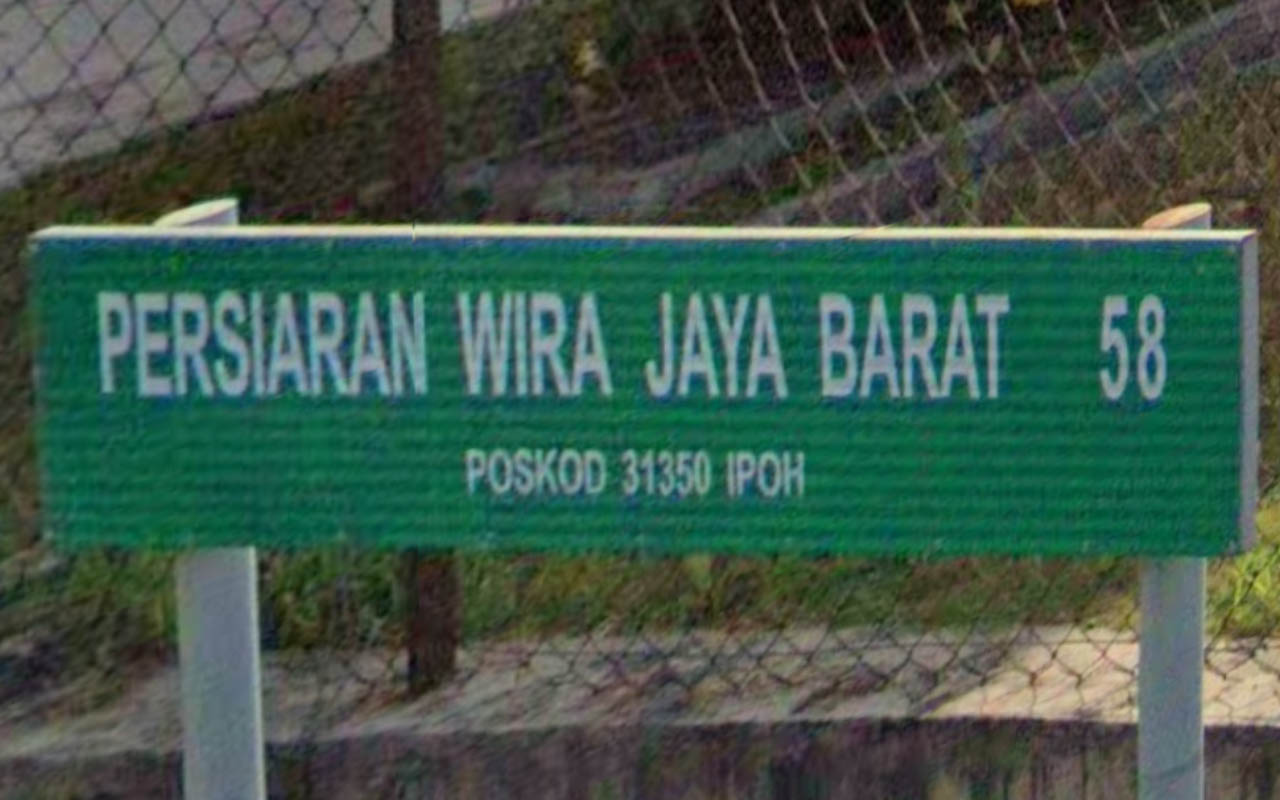 PERSIARAN WIRA JAYA BARAT 58
POSKOD 31350 IPOH